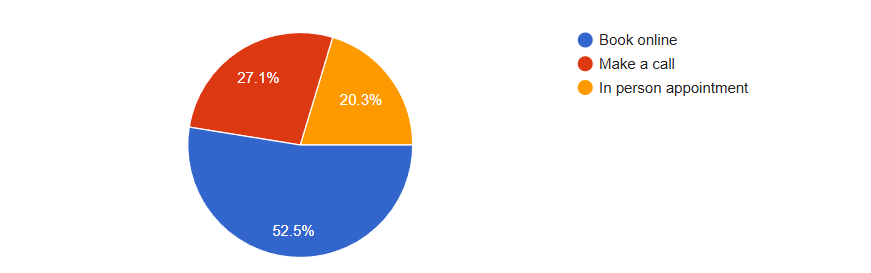 27.1%
20.3%
52.5%
Book online
Make a call
In person appointment